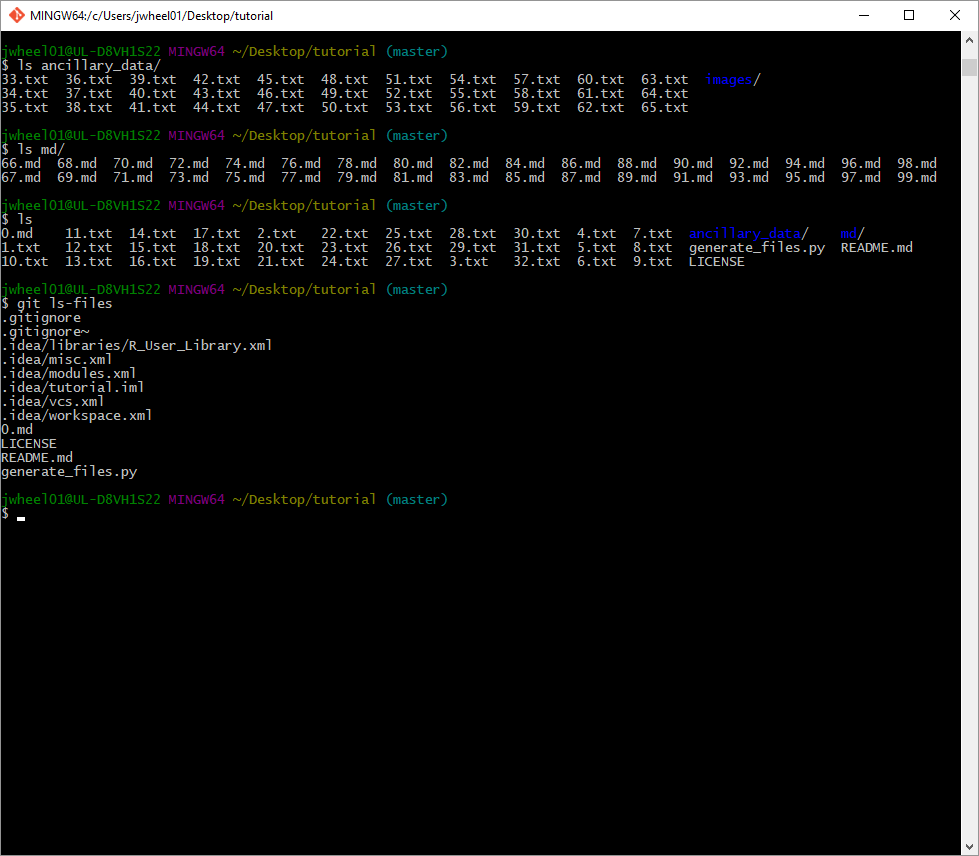 MINGW64:/c/Users/jwheel01/Desktop/tutorial
jwheel01@UL-D8VH1S22 MINGW64 ~/Desktop/tutorial (master)
$ ls ancillary_data/
33.txt  36.txt  39.txt  42.txt  45.txt  48.txt  51.txt  54.txt  57.txt  60.txt  63.txt  images/
34.txt  37.txt  40.txt  43.txt  46.txt  49.txt  52.txt  55.txt  58.txt  61.txt  64.txt
35.txt  38.txt  41.txt  44.txt  47.txt  50.txt  53.txt  56.txt  59.txt  62.txt  65.txt
jwheel01@UL-D8VH1S22 MINGW64 ~/Desktop/tutorial (master)
$ ls md/
66.md  68.md  70.md  72.md  74.md  76.md  78.md  80.md  82.md  84.md  86.md  88.md  90.md  92.md  94.md  96.md  98.md
67.md  69.md  71.md  73.md  75.md  77.md  79.md  81.md  83.md  85.md  87.md  89.md  91.md  93.md  95.md  97.md  99.md
jwheel01@UL-D8VH1S22 MINGW64 ~/Desktop/tutorial (master)
$ ls
0.md    11.txt  14.txt  17.txt  2.txt   22.txt  25.txt  28.txt  30.txt  4.txt  7.txt  ancillary_data/    md/
1.txt   12.txt  15.txt  18.txt  20.txt  23.txt  26.txt  29.txt  31.txt  5.txt  8.txt  generate_files.py  README.md
10.txt  13.txt  16.txt  19.txt  21.txt  24.txt  27.txt  3.txt   32.txt  6.txt  9.txt  LICENSE
jwheel01@UL-D8VH1S22 MINGW64 ~/Desktop/tutorial (master)
$ git ls-files
.gitignore
.gitignore~
.idea/libraries/R_User_Library.xml
.idea/misc.xml
.idea/modules.xml
.idea/tutorial.iml
.idea/vcs.xml
.idea/workspace.xml
0.md
LICENSE
README.md
generate_files.py
jwheel01@UL-D8VH1S22 MINGW64 ~/Desktop/tutorial (master)
$